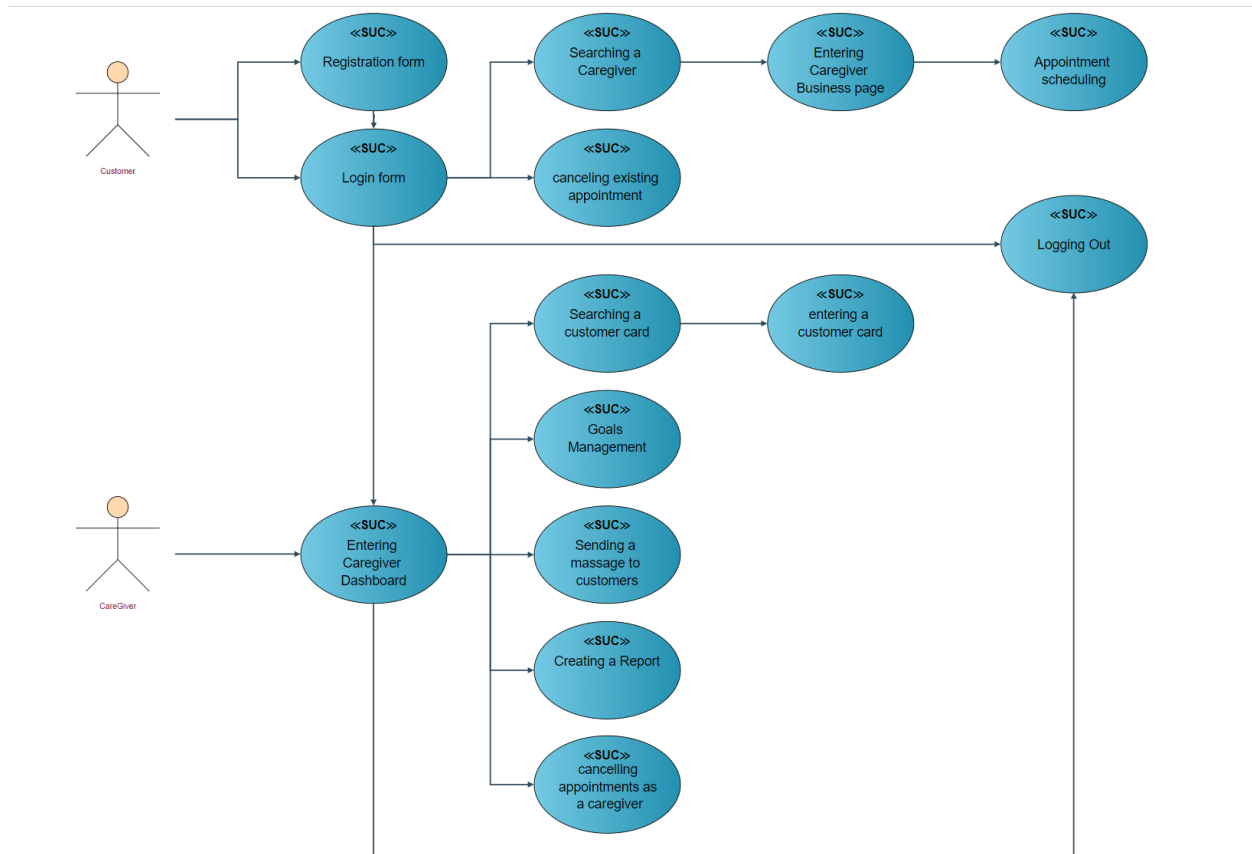 ≪SUC≫
Registration form
≪SUC≫
Searching a
Caregiver
≪SUC≫
Entering
Caregiver
Business page
≪SUC≫
Appointment
scheduling
Customer
≪SUC≫
Login form
≪SUC≫
canceling existing
appointment
≪SUC≫
Logging Out
≪SUC≫
Searching a
customer card
≪SUC≫
entering a
customer card
≪SUC≫
Goals
Management
CareGiver
≪SUC≫
Entering
Caregiver
Dashboard
≪SUC≫
Sending a
massage to
customers
≪SUC≫
Creating a Report
≪SUC≫
cancelling
appointments as
a caregiver